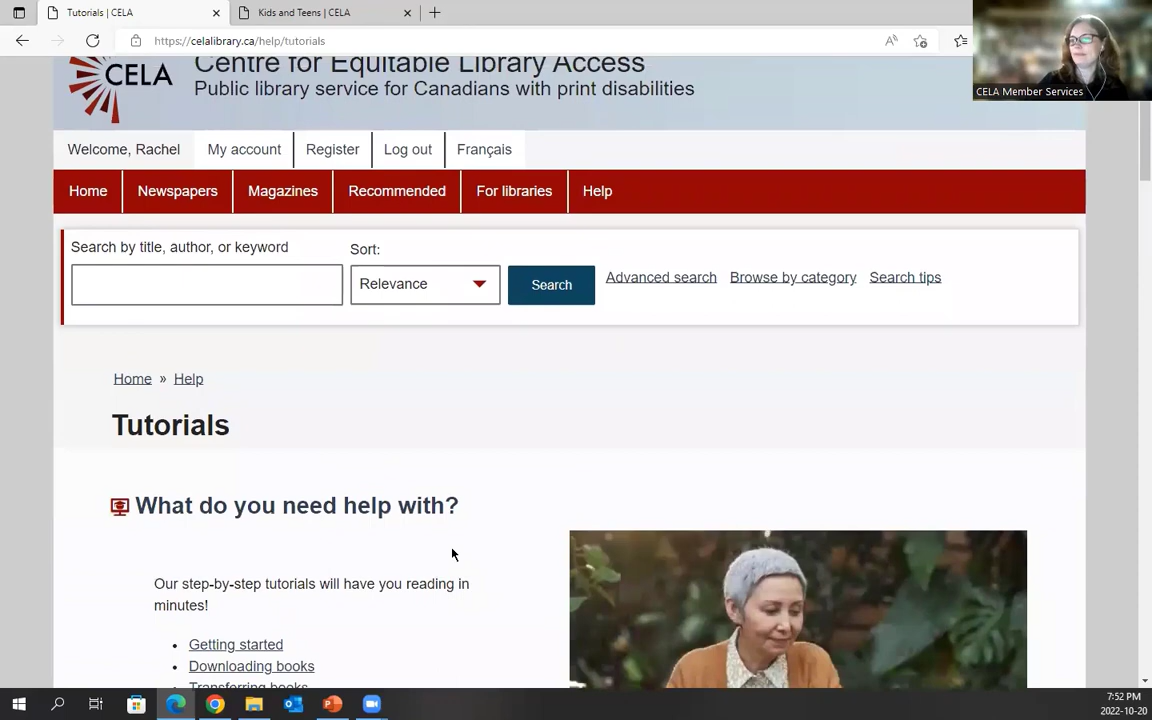 Tutorials | CELA
Kids and Teens | CELA
https://celalibrary.ca/help/tutorials
CELA Member Services
CELA
Centre for Equitable Library Access
Public library service for Canadians with print disabilities
Welcome, Rachel
My account
Register
Log out
Français
Home
Newspapers
Magazines
Recommended
For libraries
Help
Search by title, author, or keyword
Sort:
Relevance
Search
Advanced search
Browse by category
Search tips
Home » Help
Tutorials
What do you need help with?
Our step-by-step tutorials will have you reading in
minutes!
Getting started
Downloading books
Transferring books
7:52 PM
2022-10-20